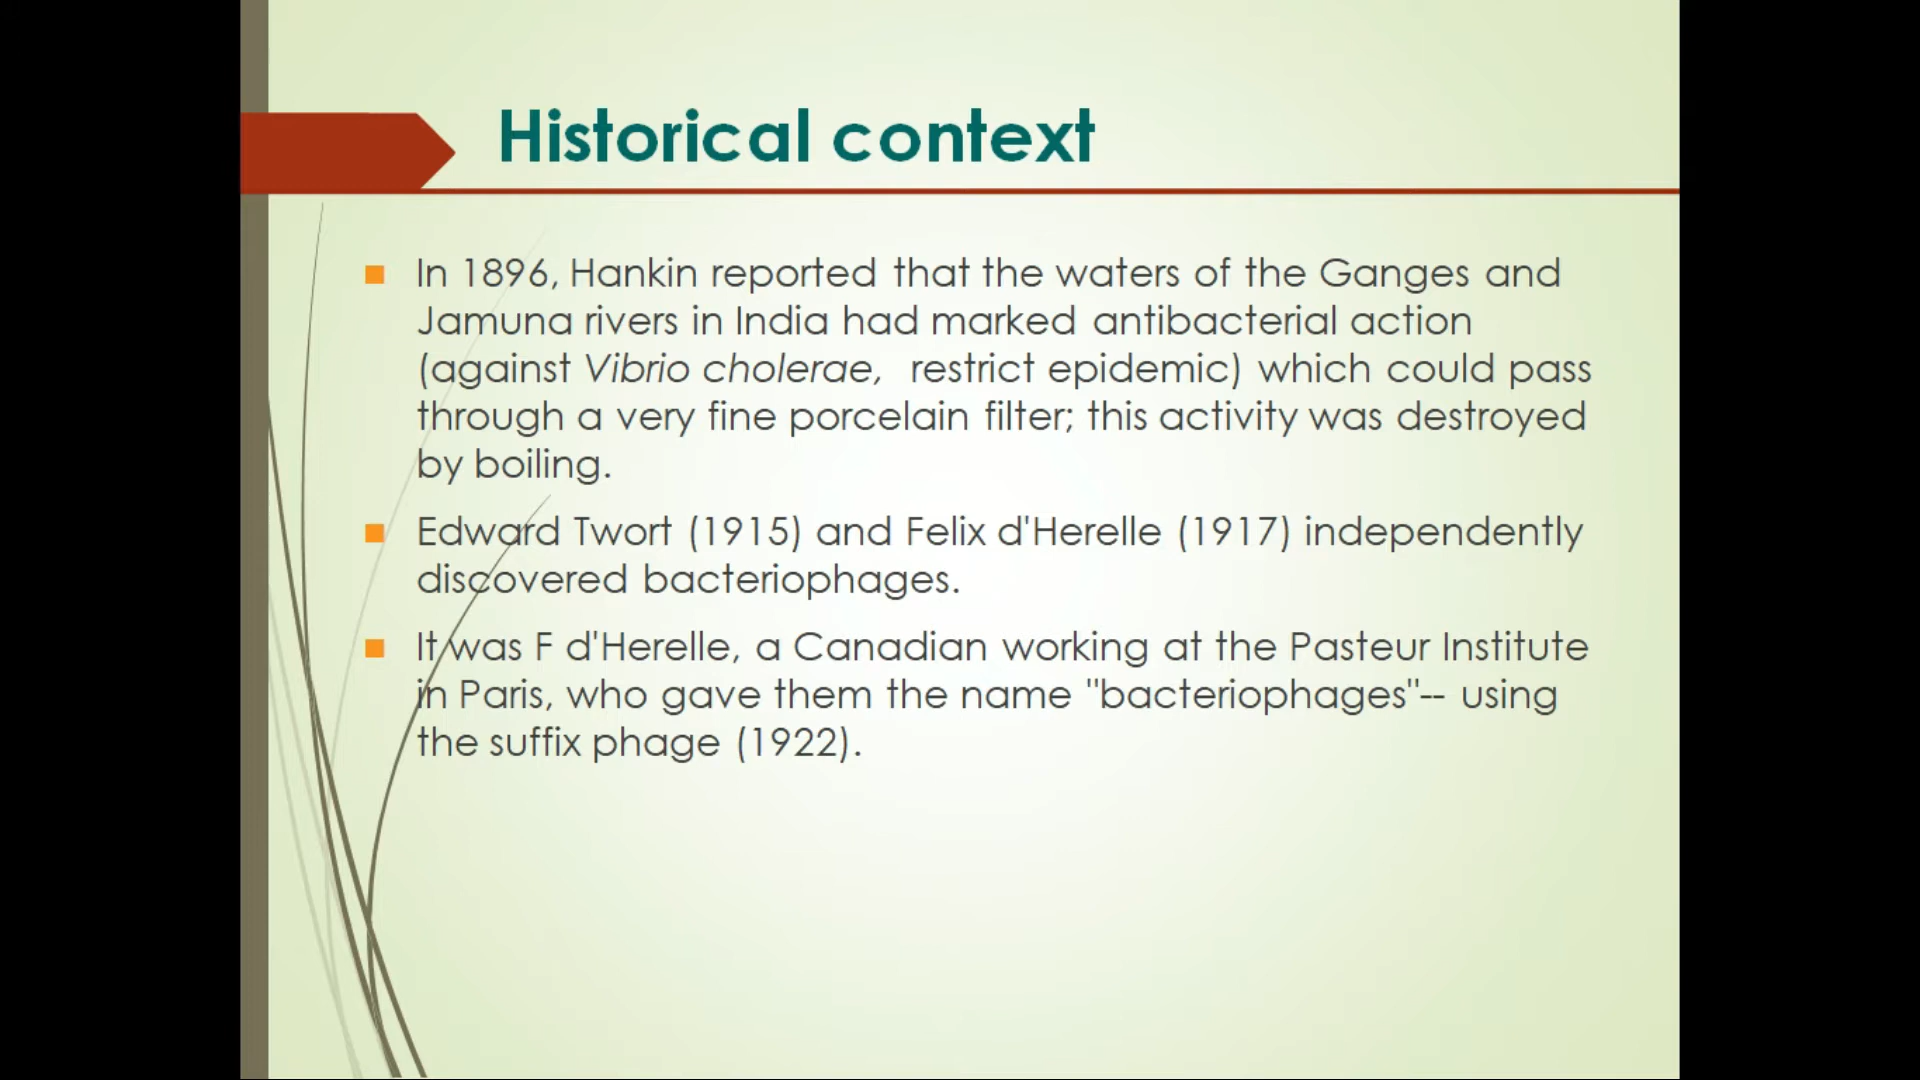 Historical context
In 1896, Hankin reported that the waters of the Ganges and
Jamuna rivers in India had marked antibacterial action
(against Vibrio cholerae,  restrict epidemic) which could pass
through a very fine porcelain filter; this activity was destroyed
by boiling.
Edward Twort (1915) and Felix d'Herelle (1917) independently
discovered bacteriophages.
It was F d'Herelle, a Canadian working at the Pasteur Institute
in Paris, who gave them the name "bacteriophages"-- using
the suffix phage (1922).